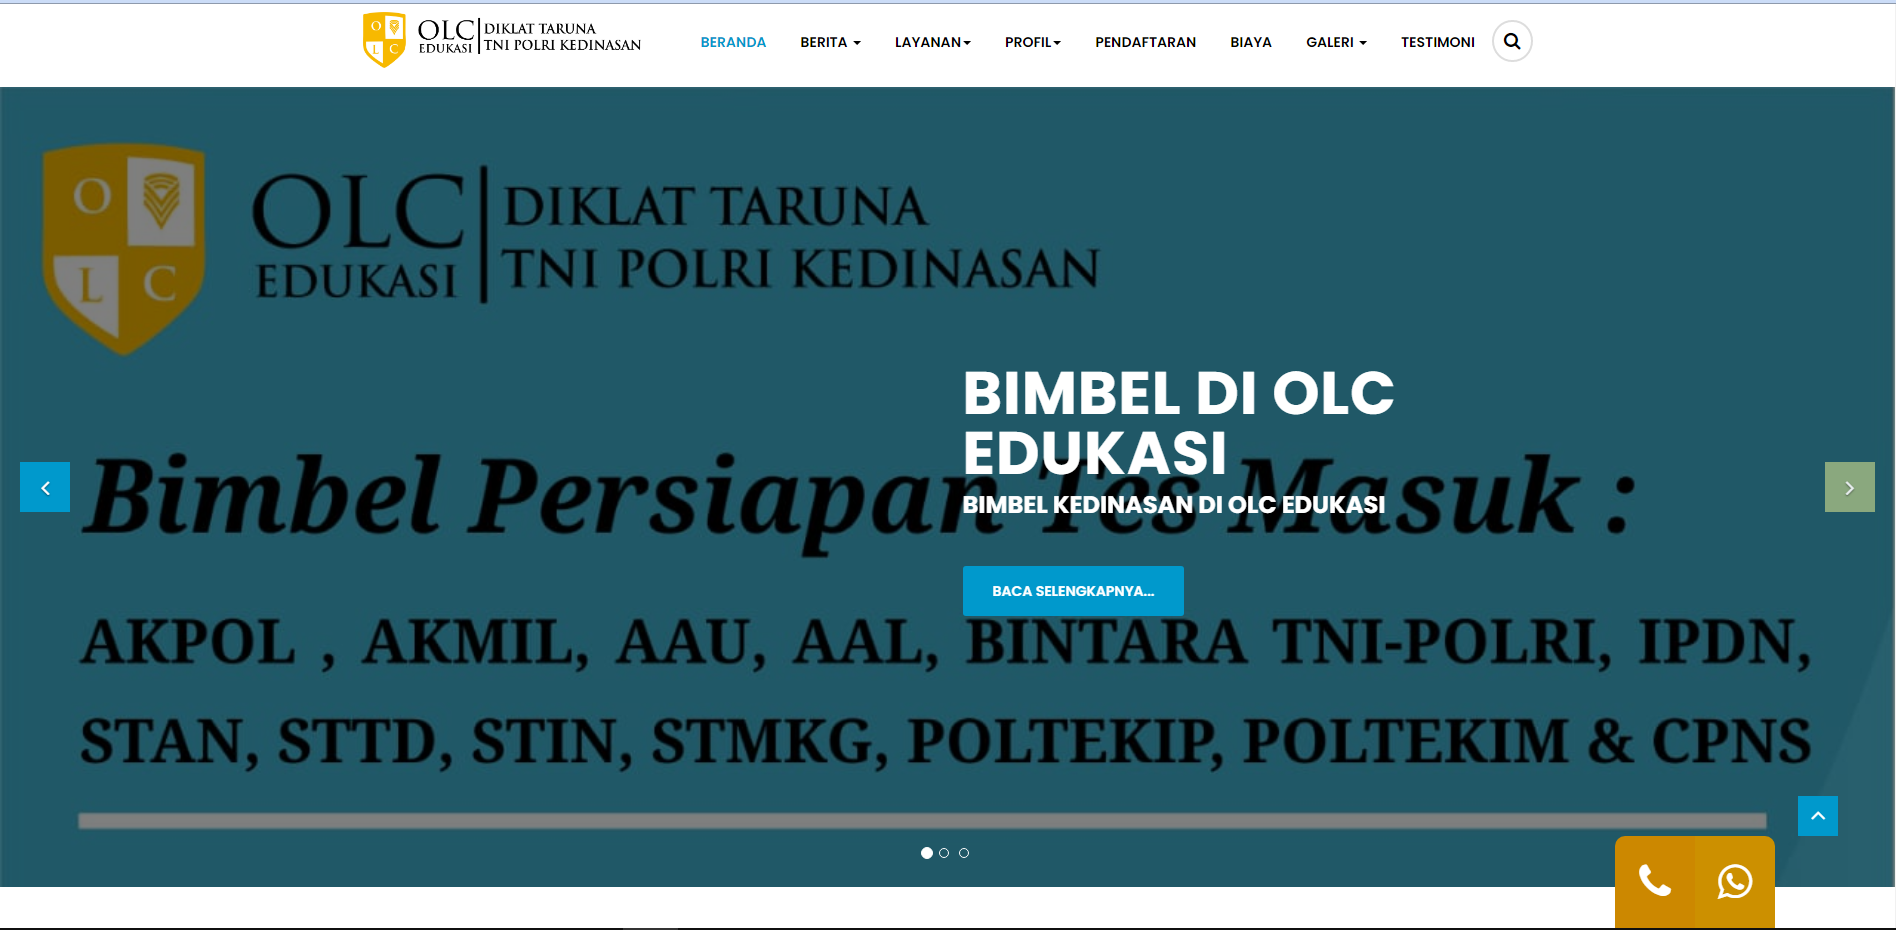 O
L C
OLC
EDUKASI
DIKLAT TARUNA
TNI POLRI KEDINASAN
BERANDA
BERITA
LAYANAN
PROFIL
PENDAFTARAN
BIAYA
GALERI
TESTIMONI
O
L C
OLC
EDUKASI
DIKLAT TARUNA
TNI POLRI KEDINASAN
BIMBEL DI OLC
EDUKASI
BIMBEL KEDINASAN DI OLC EDUKASI
Bimbel Persiapan Tes Masuk :
BACA SELENGKAPNYA...
AKPOL , AKMIL, AAU, AAL, BINTARA TNI-POLRI, IPDN,
STAN, STTD, STIN, STMKG, POLTEKIP, POLTEKIM & CPNS